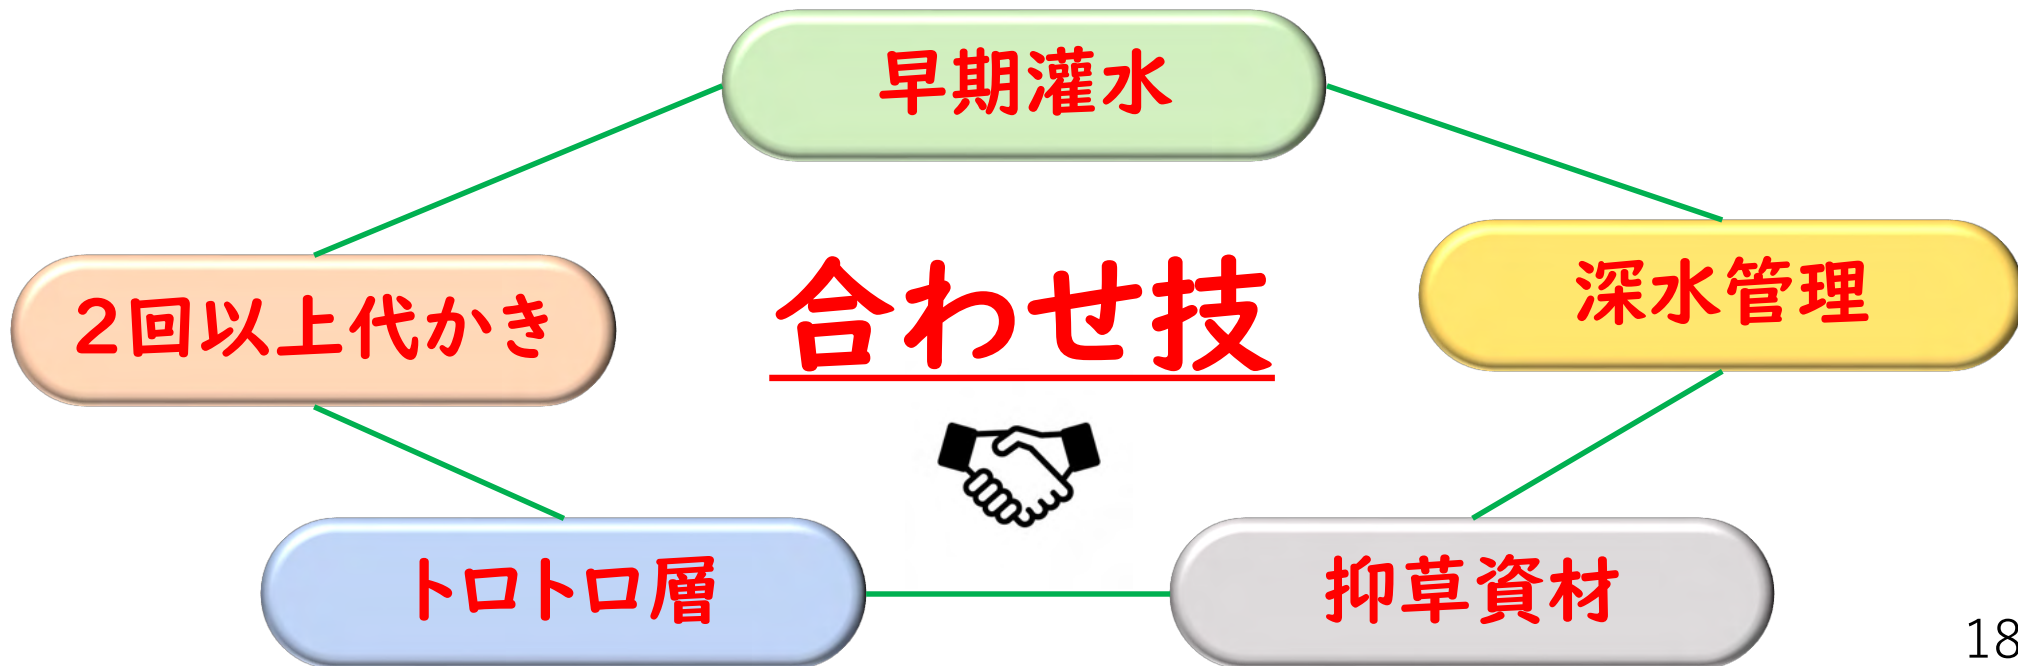 早期灌水
深水管理
2回以上代かき
合わせ技
トロトロ層
抑草資材
18